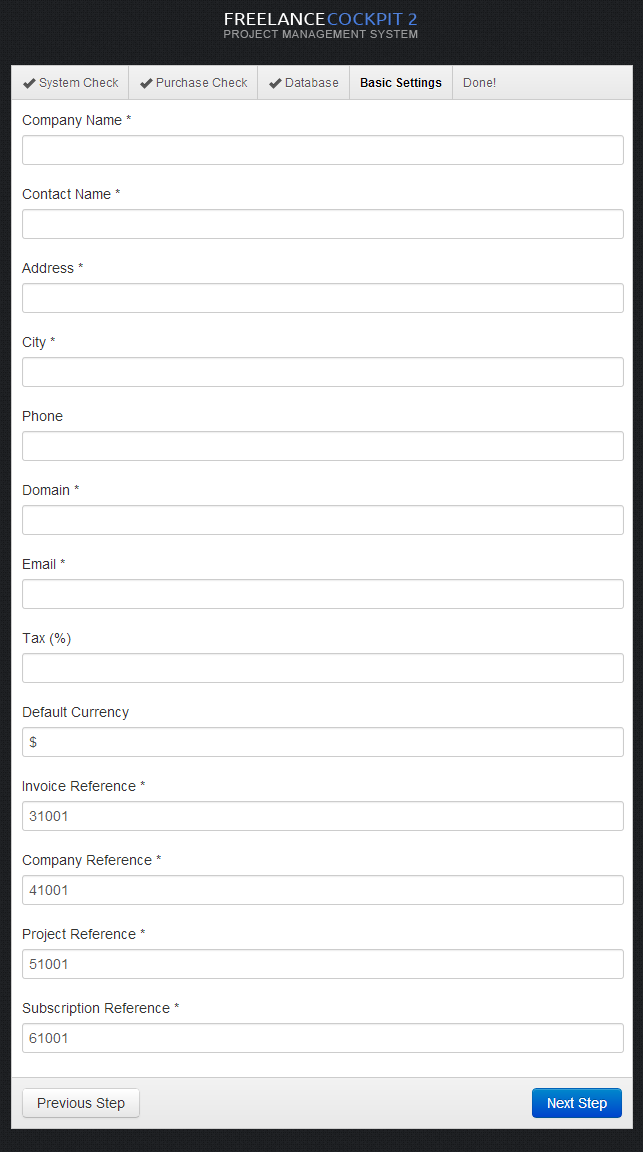 FREELANCECOCKPIT 2
PROJECT MANAGEMENT SYSTEM
System Check Purchase Check Database Basic Settings Done!
Company Name *
Contact Name *
Address *
City *
Phone
Domain *
Email *
Tax (%)
Default Currency
$
Invoice Reference *
31001
Company Reference *
41001
Project Reference *
51001
Subscription Reference *
61001
Previous Step Next Step